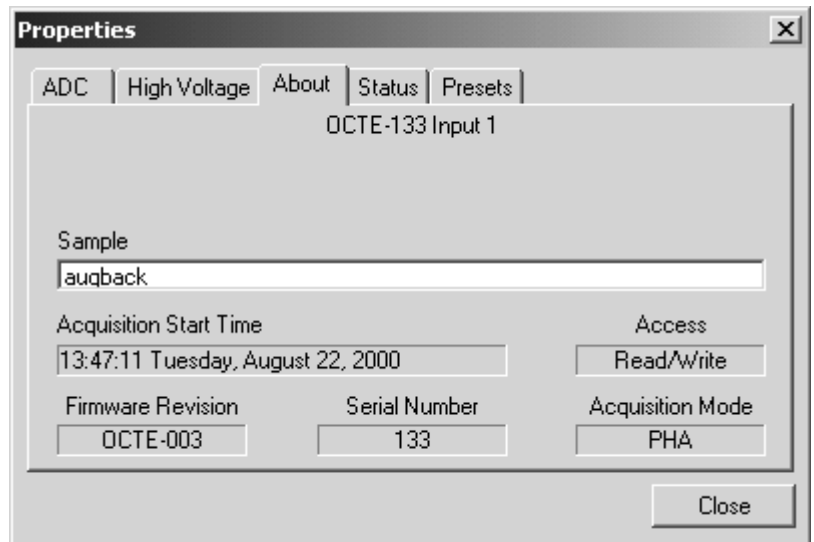 Properties
ADC High Voltage About Status Presets
OCTE-133 Input 1
Sample
augback
Acquisition Start Time Access
13:47:11 Tuesday, August 22, 2000 Read/Write
Firmware Revision Serial Number Acquisition Mode
OCTE-003 133 PHA
Close